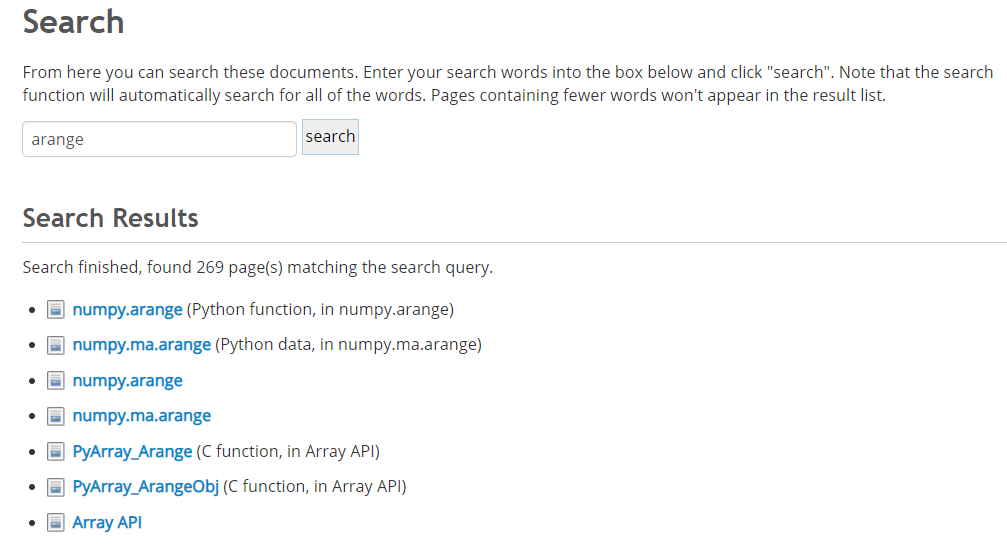 Search
From here you can search these documents. Enter your search words into the box below and click "search". Note that the search
function will automatically search for all of the words. Pages containing fewer words won't appear in the result list.
arange search
Search Results
Search finished, found 269 page(s) matching the search query.
numpy.arange (Python function, in numpy.arange)
numpy.ma.arange (Python data, in numpy.ma.arange)
numpy.arange
numpy.ma.arange
PyArray_Arange (C function, in Array API)
PyArray_ArangeObj (C function, in Array API)
Array API